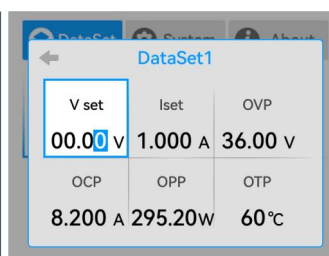 DataSet System About
DataSet1
V set Iset OVP
00.00 V 1.000 A 36.00 V
OCP OPP OTP
8.200 A 295.20W 60℃